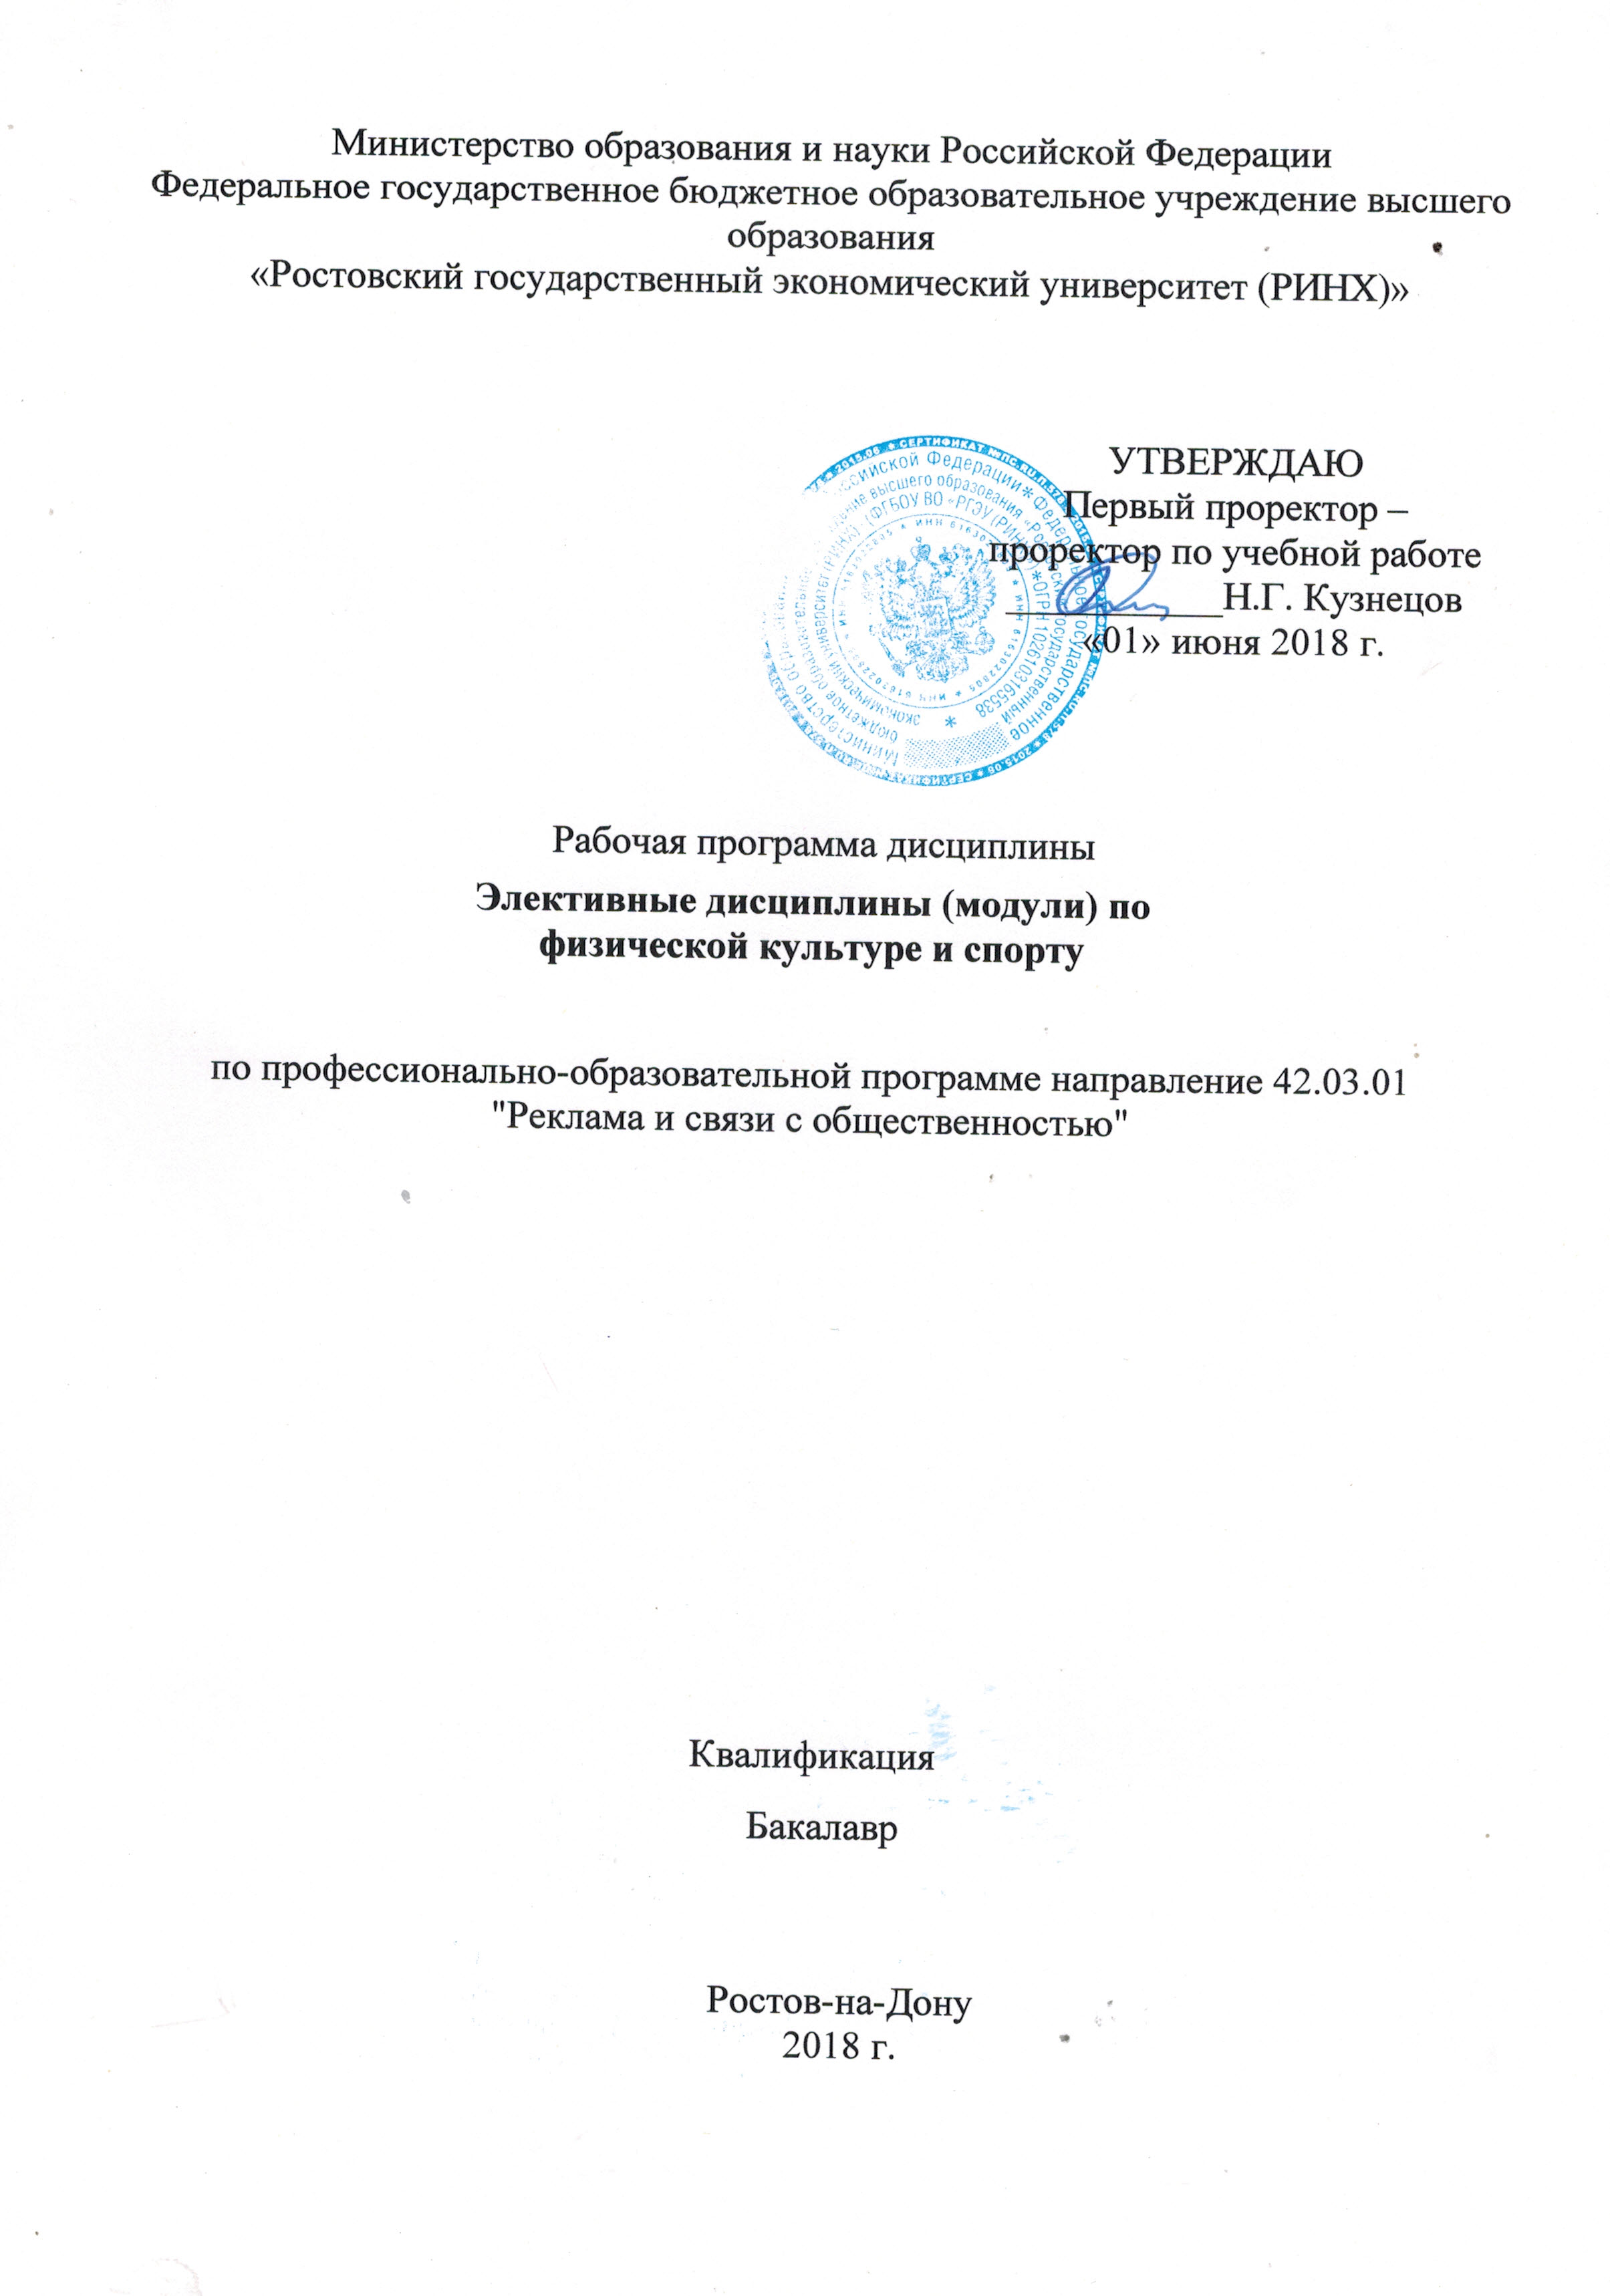 Министерство образования и науки Российской Федерации
Федеральное государственное бюджетное образовательное учреждение высшего
образования
«Ростовский государственный экономический университет (РИНХ)»
УТВЕРЖДАЮ
Первый проректор –
проректор по учебной работе
Н.Г. Кузнецов
«01» июня 2018 г.
Рабочая программа дисциплины
Элективные дисциплины (модули) по
физической культуре и спорту
по профессионально-образовательной программе направление 42.03.01
"Реклама и связи с общественностью"
Квалификация
Бакалавр
Ростов-на-Дону
2018 г.